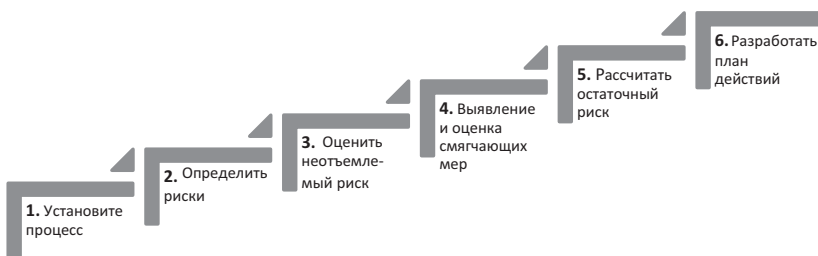 1. Установите
процесс
2. Определить
риски
3. Оценить
неотъемле-
мый риск
4. Выявление
и оценка
смягчающих
мер
5. Рассчитать
остаточный
риск
6. Разработать
план
действий